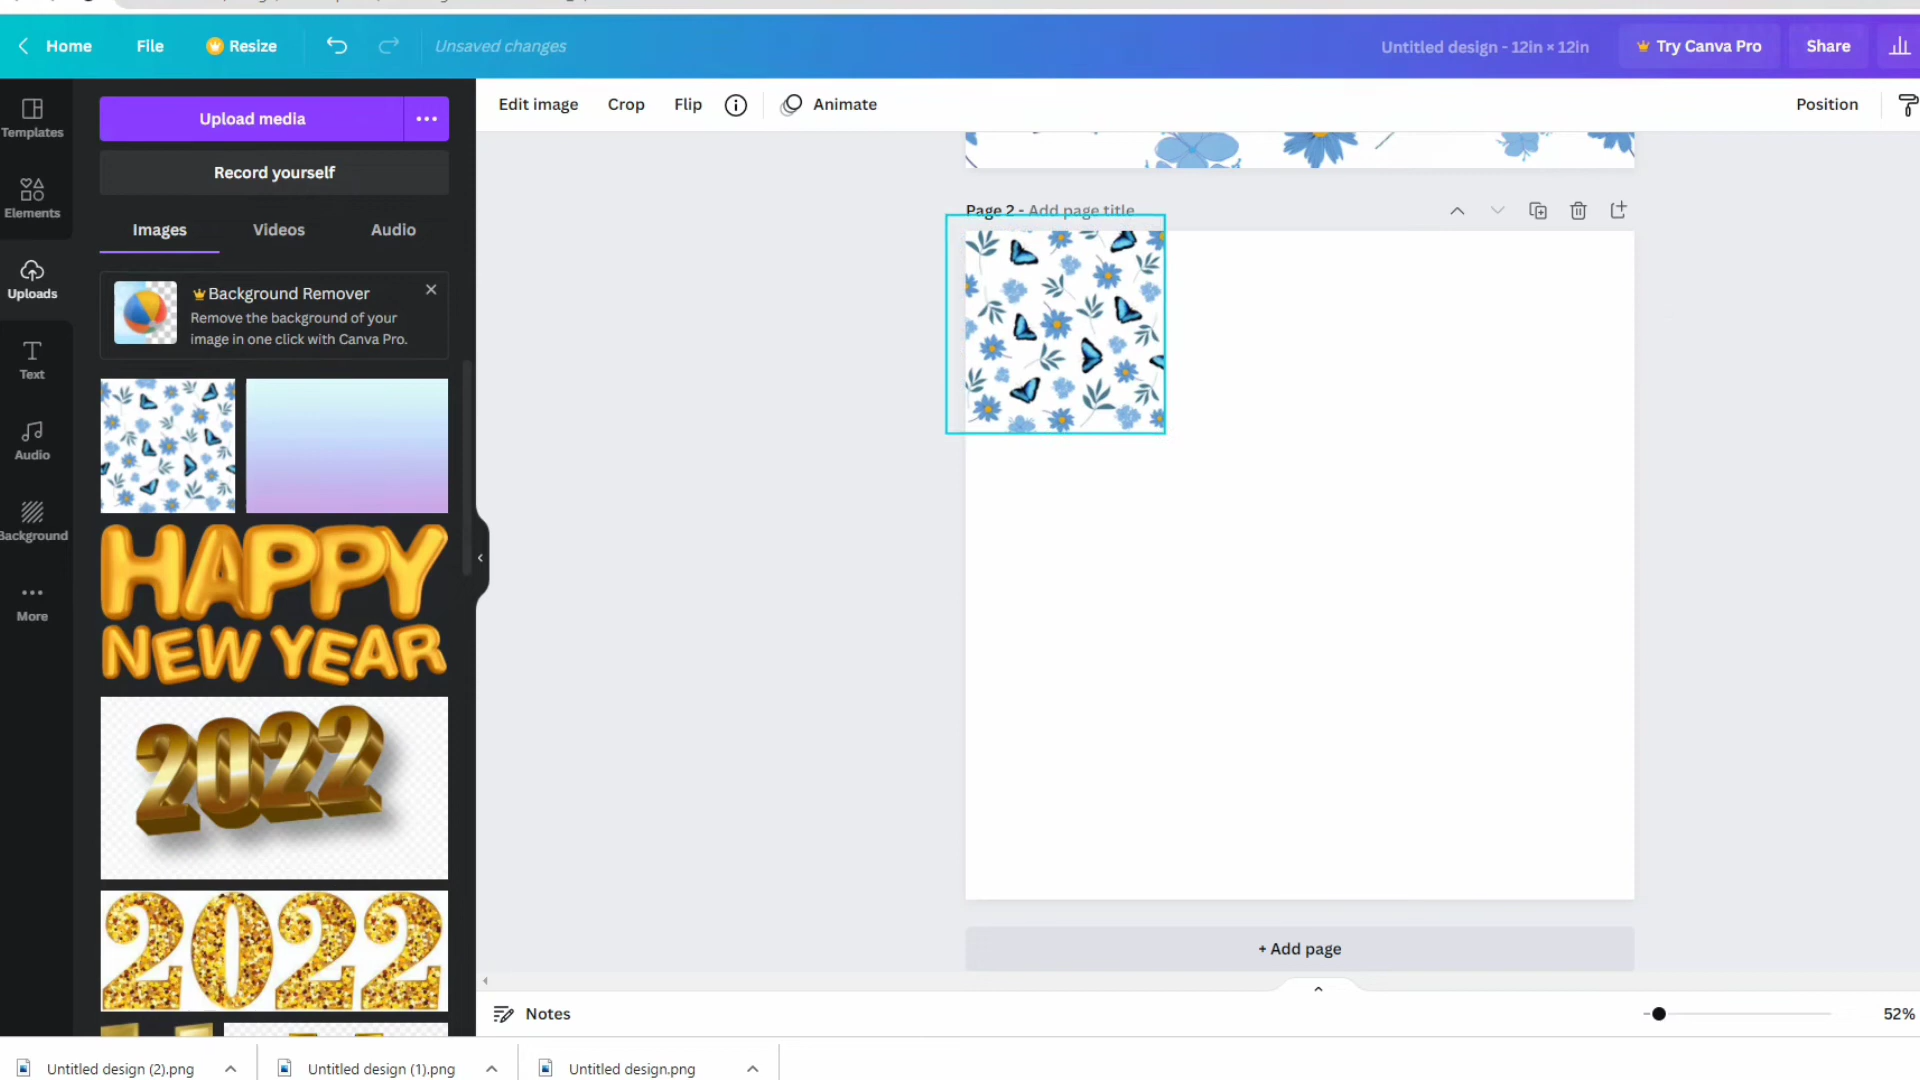 Home
File
Resize
Unsaved changes
Untitled design - 12in × 12in
Try Canva Pro
Share
Templates
Elements
Uploads
Text
Audio
Background
More
Upload media
Record yourself
Images
Videos
Audio
Background Remover
Remove the background of your
image in one click with Canva Pro.
HAPPY
NEW YEAR
2022
2022
Edit image
Crop
Flip
Animate
Position
Page 2 - Add page title
+ Add page
Notes
52%
Untitled design (2).png
Untitled design (1).png
Untitled design.png